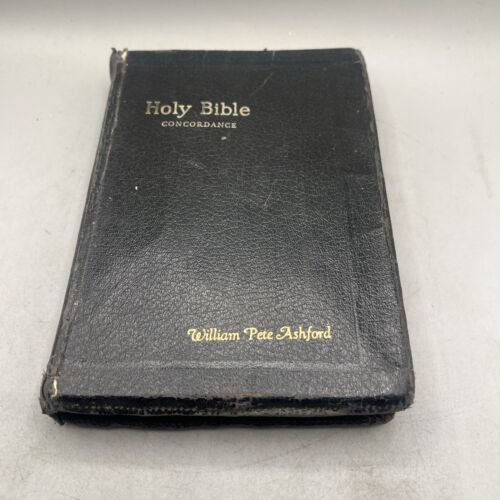 Holy Bible
CONCORDANCE
William Pete Ashford